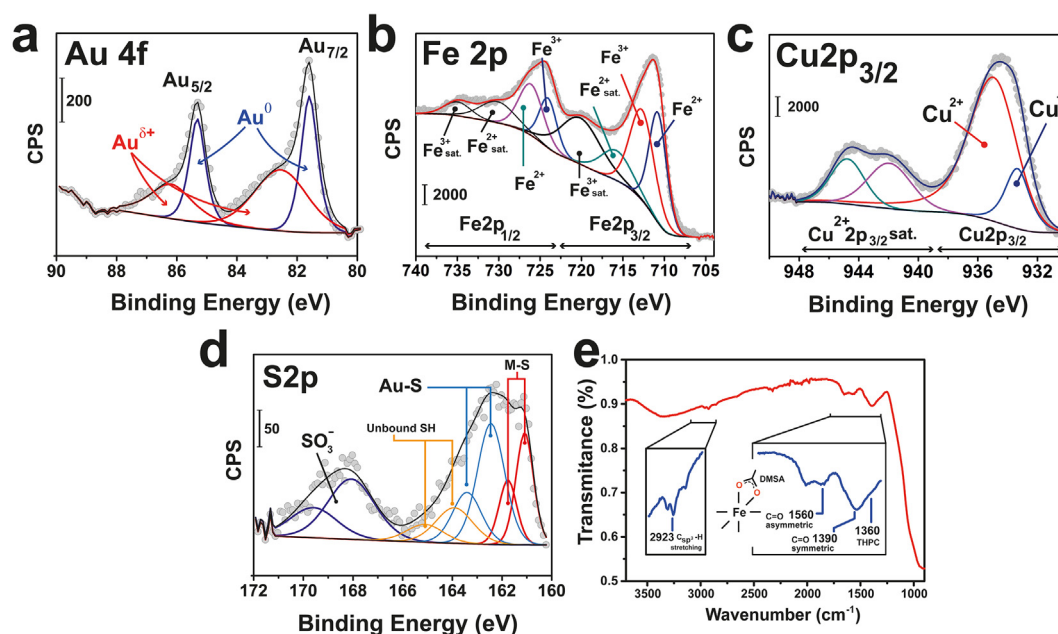 a
Au 4f
Au7/2
Au5/2
200
Auδ+
Au0
CPS
90 88 86 84 82 80
Binding Energy (eV)
b
Fe 2p
Fe3+
Fe3+
Fe2+ sat.
Fe2+
Fe3+ sat.
Fe2+ sat.
Fe2+
Fe3+ sat.
2000
Fe2p1/2
Fe2p3/2
CPS
740 735 730 725 720 715 710 704
Binding Energy (eV)
c
Cu2p3/2
2000
Cu2+
Cu
Cu2+ 2p3/2 sat.
Cu2p3/2
CPS
948 944 940 936 932
Binding Energy (eV)
d
S2p
M-S
Au-S
50
Unbound SH
SO3−
CPS
172 170 168 166 164 162 160
Binding Energy (eV)
e
Transmitance (%)
1.0
0.9
0.8
0.7
0.6
0.5
2923 Csp3-H
stretching
DMSA
O
O
Fe
C=O 1560
asymmetric
C=O 1390
symmetric
1360
THPC
3500 3000 2500 2000 1500 1000
Wavenumber (cm-1)